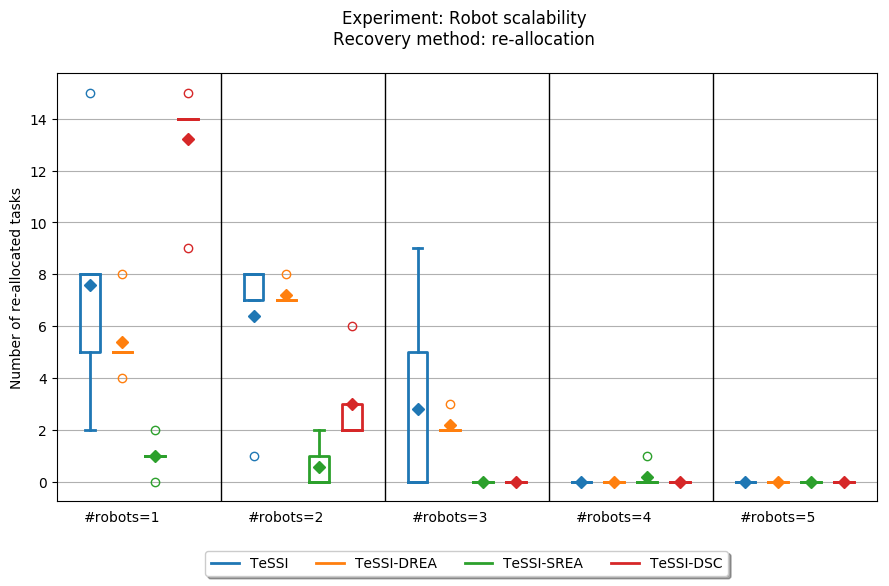 Experiment: Robot scalability
Recovery method: re-allocation
Number of re-allocated tasks
14
12
10
8
6
4
2
0
#robots=1 #robots=2 #robots=3 #robots=4 #robots=5
TeSSI TeSSI-DREA TeSSI-SREA TeSSI-DSC